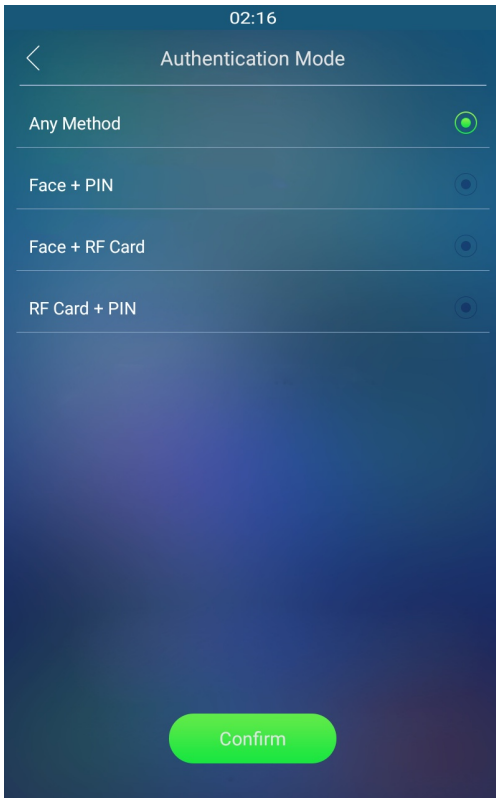 02:16
Authentication Mode
Any Method
Face + PIN
Face + RF Card
RF Card + PIN
Confirm